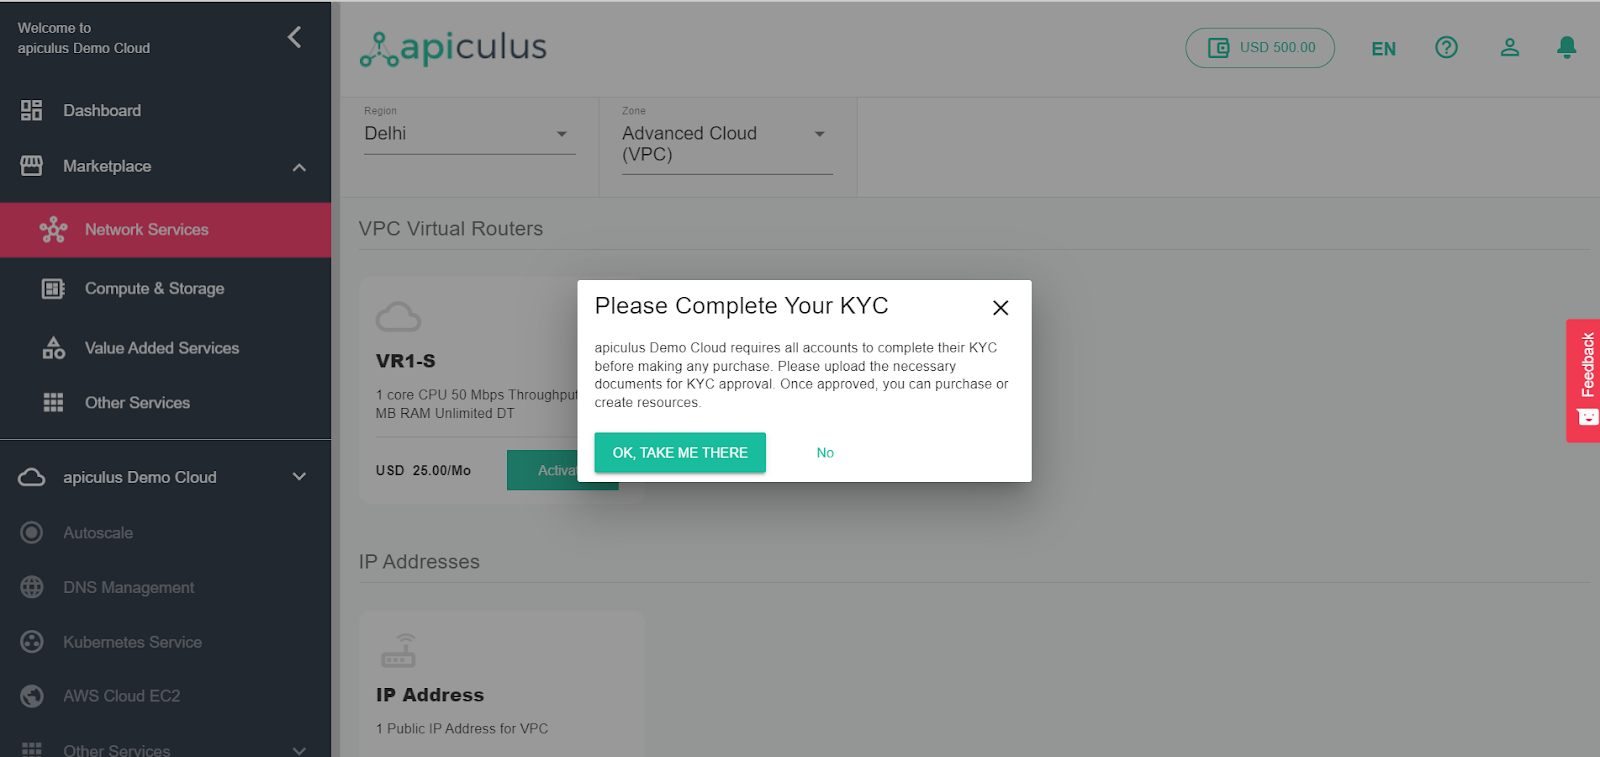 Welcome to
apiculus Demo Cloud
Dashboard
Marketplace
Network Services
Compute & Storage
Value Added Services
Other Services
apiculus Demo Cloud
Autoscale
DNS Management
Kubernetes Service
AWS Cloud EC2
Other Services
apiculus
USD 500.00
EN
Region
Delhi
Zone
Advanced Cloud
(VPC)
VPC Virtual Routers
VR1-S
1 core CPU 50 Mbps Throughput
MB RAM Unlimited DT
USD 25.00/Mo
Please Complete Your KYC
apiculus Demo Cloud requires all accounts to complete their KYC
before making any purchase. Please upload the necessary
documents for KYC approval. Once approved, you can purchase or
create resources.
OK, TAKE ME THERE
No
IP Addresses
IP Address
1 Public IP Address for VPC
Feedback